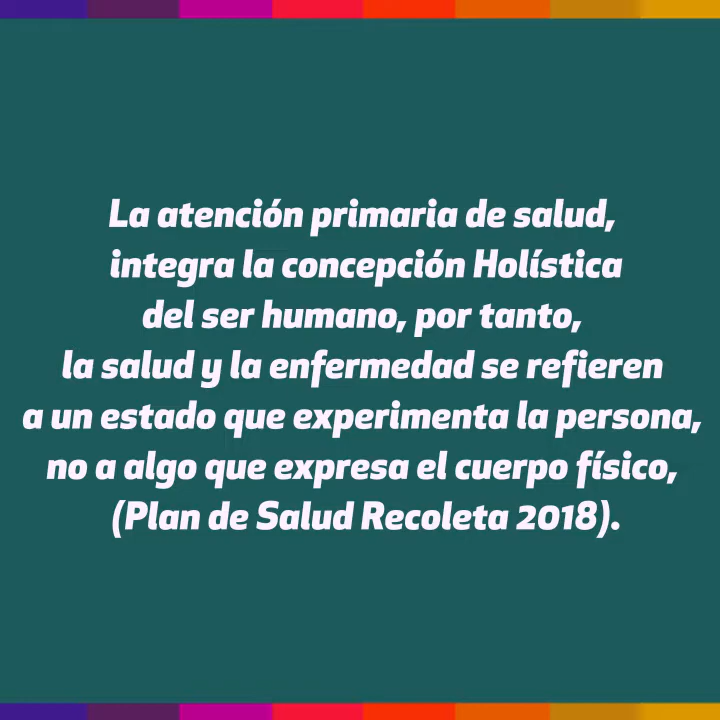 La atención primaria de salud,
integra la concepción Holística
del ser humano, por tanto,
la salud y la enfermedad se refieren
a un estado que experimenta la persona,
no a algo que expresa el cuerpo físico,
(Plan de Salud Recoleta 2018).